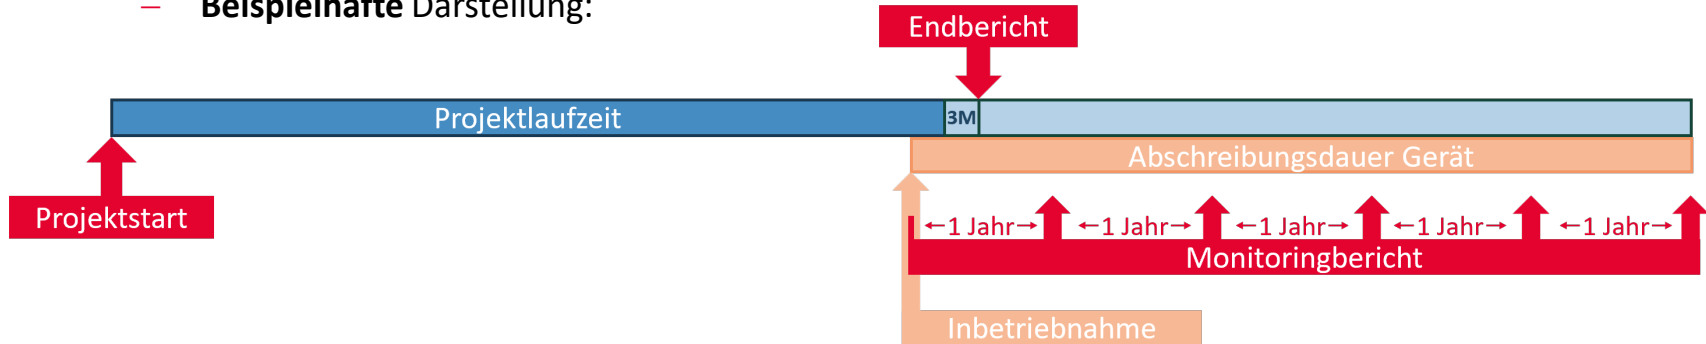 – Beispielhafte Darstellung:
Endbericht
Projektlaufzeit
3M
Abschreibungsdauer Gerät
Projektstart
←1 Jahr→ ←1 Jahr→ ←1 Jahr→ ←1 Jahr→ ←1 Jahr→
Monitoringbericht
Inbetriebnahme